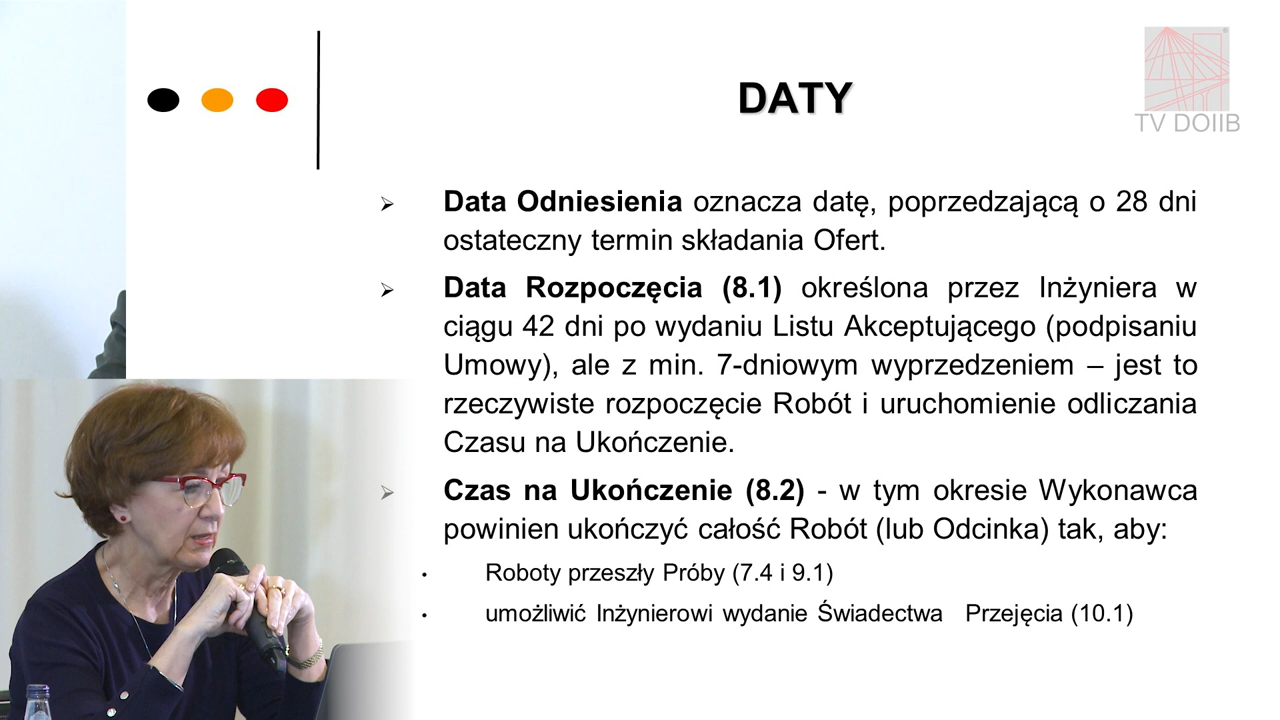 DATY
TV DOIIB
Data Odniesienia oznacza datę, poprzedzającą o 28 dni
ostateczny termin składania Ofert.
Data Rozpoczęcia (8.1) określona przez Inżyniera w
ciągu 42 dni po wydaniu Listu Akceptującego (podpisaniu
Umowy), ale z min. 7-dniowym wyprzedzeniem – jest to
rzeczywiste rozpoczęcie Robót i uruchomienie odliczania
Czasu na Ukończenie.
Czas na Ukończenie (8.2) - w tym okresie Wykonawca
powinien ukończyć całość Robót (lub Odcinka) tak, aby:
Roboty przeszły Próby (7.4 i 9.1)
umożliwić Inżynierowi wydanie Świadectwa Przejęcia (10.1)